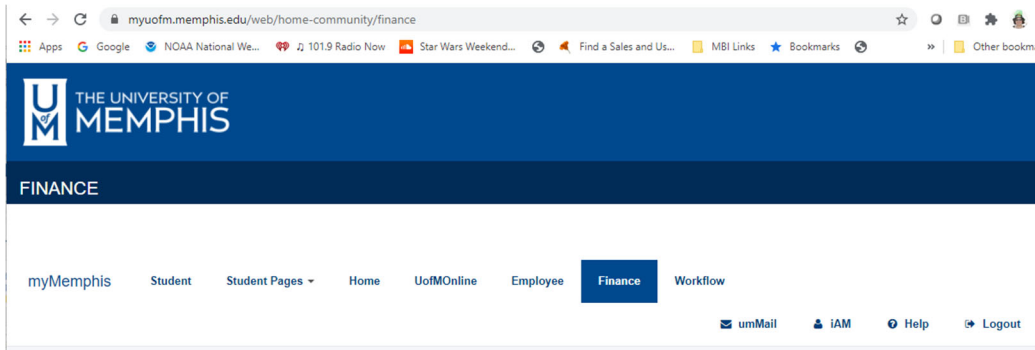 myuofm.memphis.edu/web/home-community/finance
Apps Google NOAA National We... 101.9 Radio Now Star Wars Weekend... Find a Sales and Us... MBI Links Bookmarks » Other bookm
U of M THE UNIVERSITY OF
MEMPHIS
FINANCE
myMemphis Student Student Pages Home UofMOnline Employee Finance Workflow
umMail iAM Help Logout